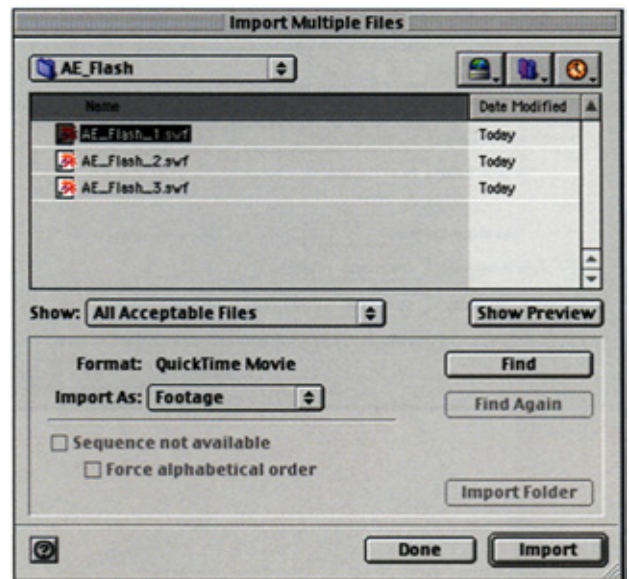 Import Multiple Files
AE_Flash
Name
Date Modified
AE_Flash_1.swf
Today
AE_Flash_2.swf
Today
AE_Flash_3.swf
Today
Show: All Acceptable Files
Show Preview
Format: QuickTime Movie
Find
Import As: Footage
Find Again
Sequence not available
Force alphabetical order
Import Folder
?
Done
Import